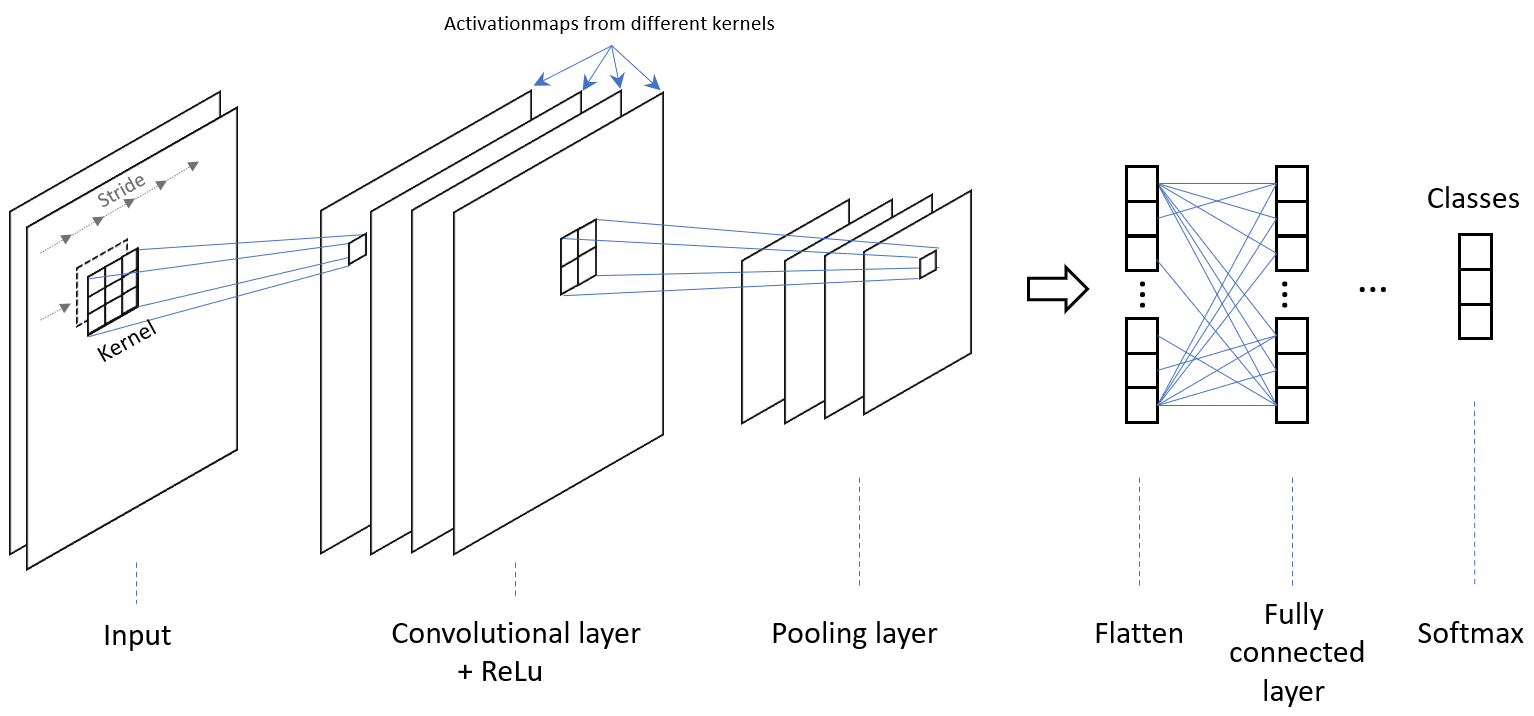 Activationmaps from different kernels
Stride
Kernel
Classes
Input
Convolutional layer
+ ReLu
Pooling layer
Flatten
Fully
connected
layer
...
Softmax